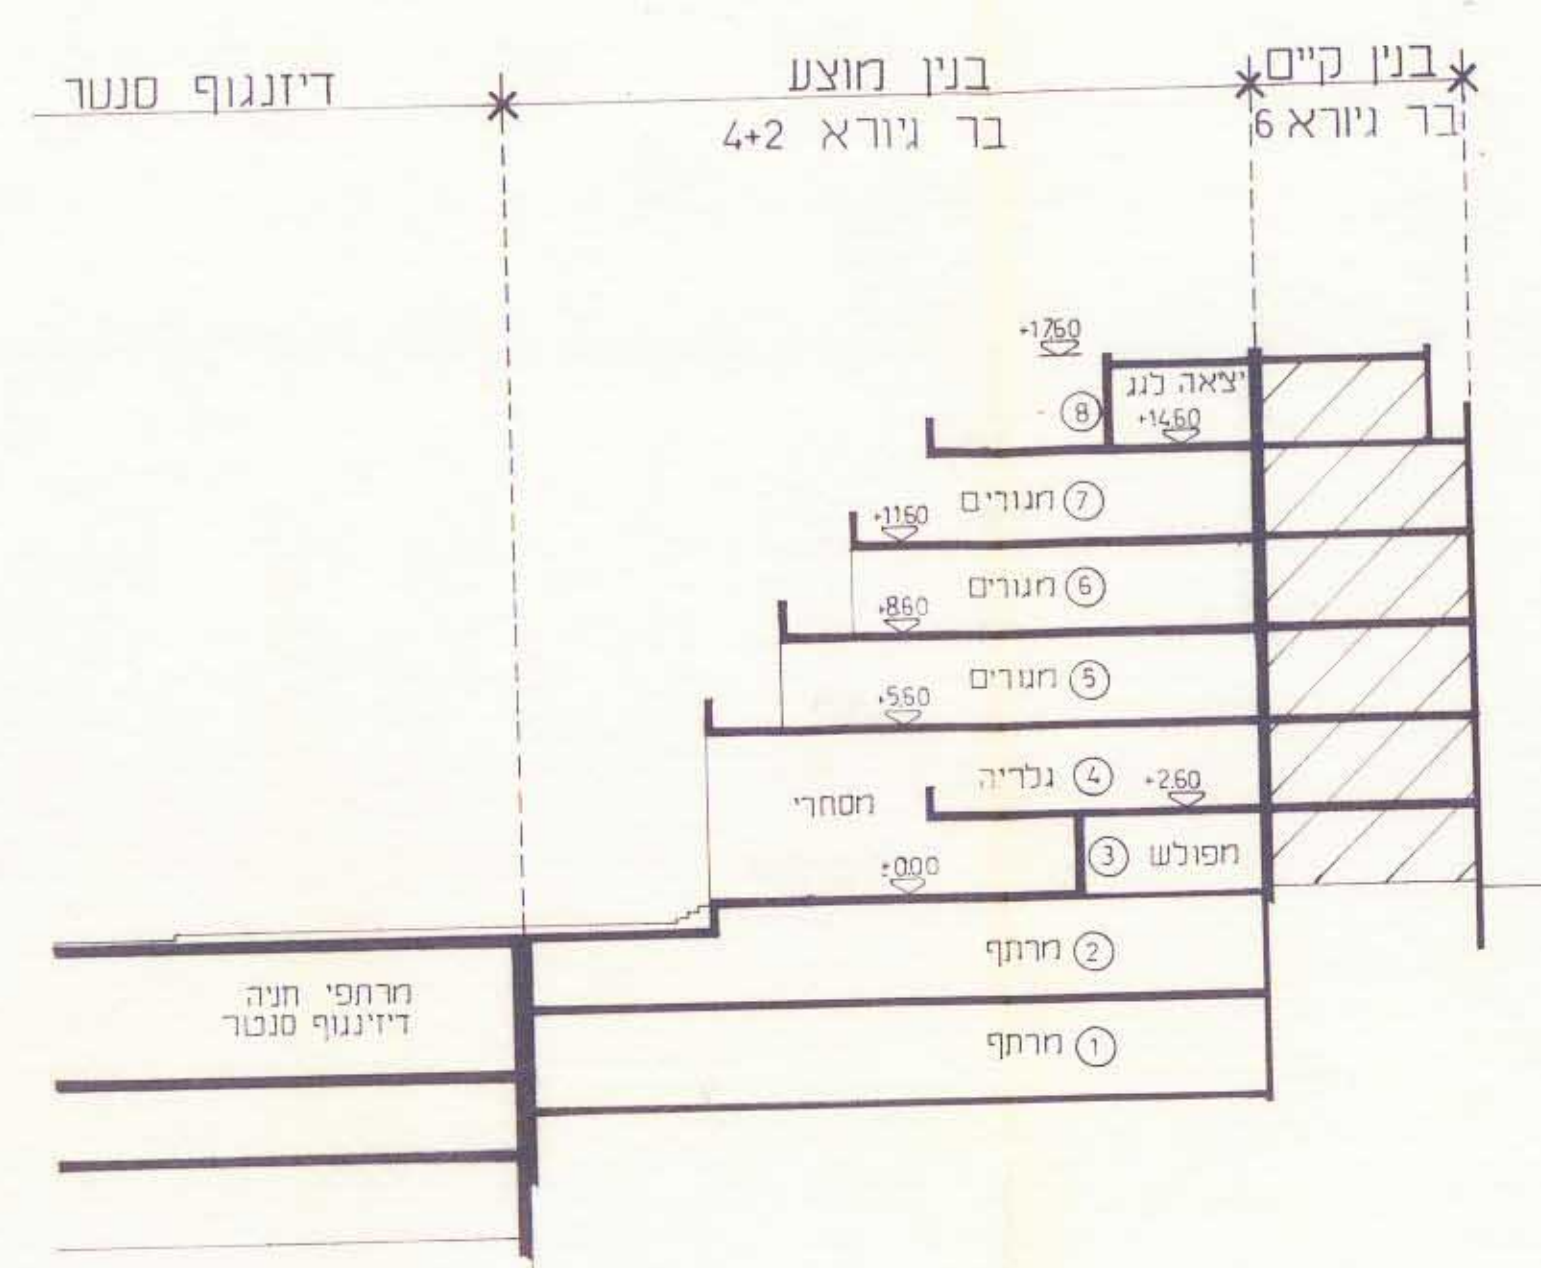 בנין קיים
בנין מוצע
דיזנגוף סנטר
בר גיורא 6
בר גיורא 4+2
+17.60
יציאה לגג
8
+14.60
7 מגורים
+11.60
6 מגורים
+8.60
5 מגורים
+5.60
4 גלריה
+2.60
מסחרי
מפולש 3
±0.00
2 מרתף
מרתפי חניה
דיזינגוף סנטר
1 מרתף